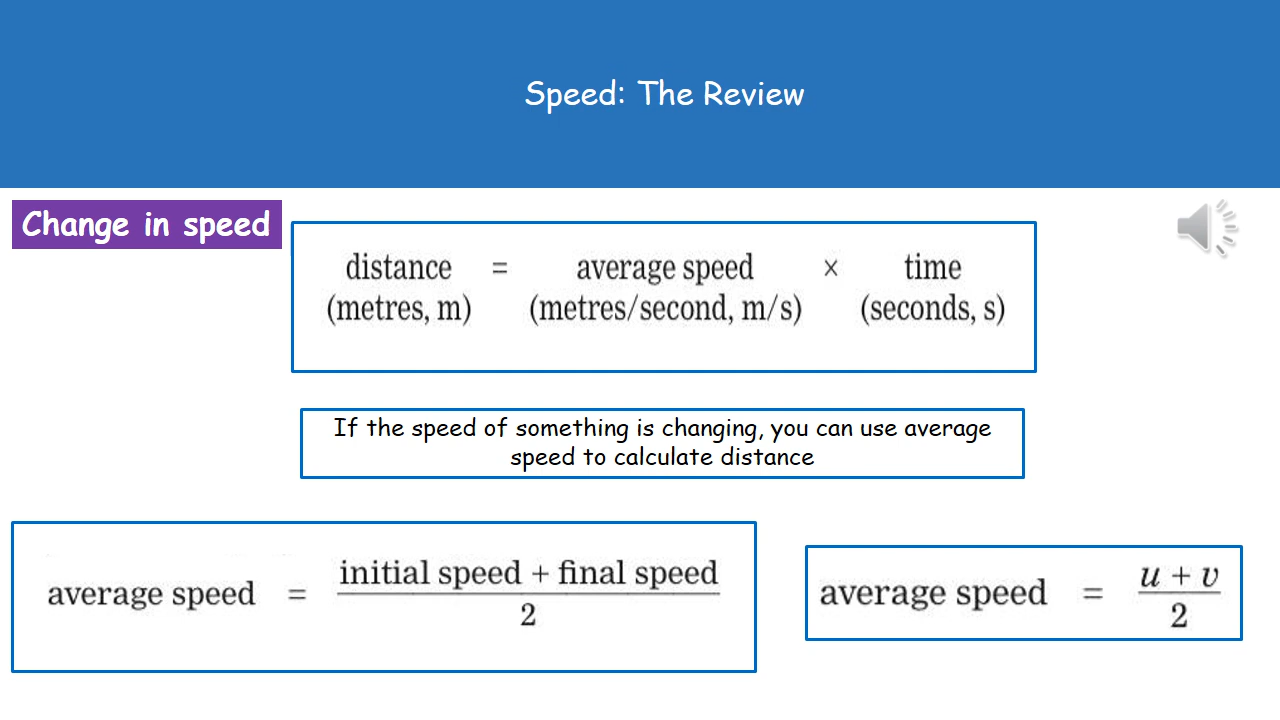 Speed: The Review
Change in speed
distance = average speed × time
(metres, m) (metres/second, m/s) (seconds, s)
If the speed of something is changing, you can use average
speed to calculate distance
average speed = initial speed + final speed
2
average speed = u + v
2